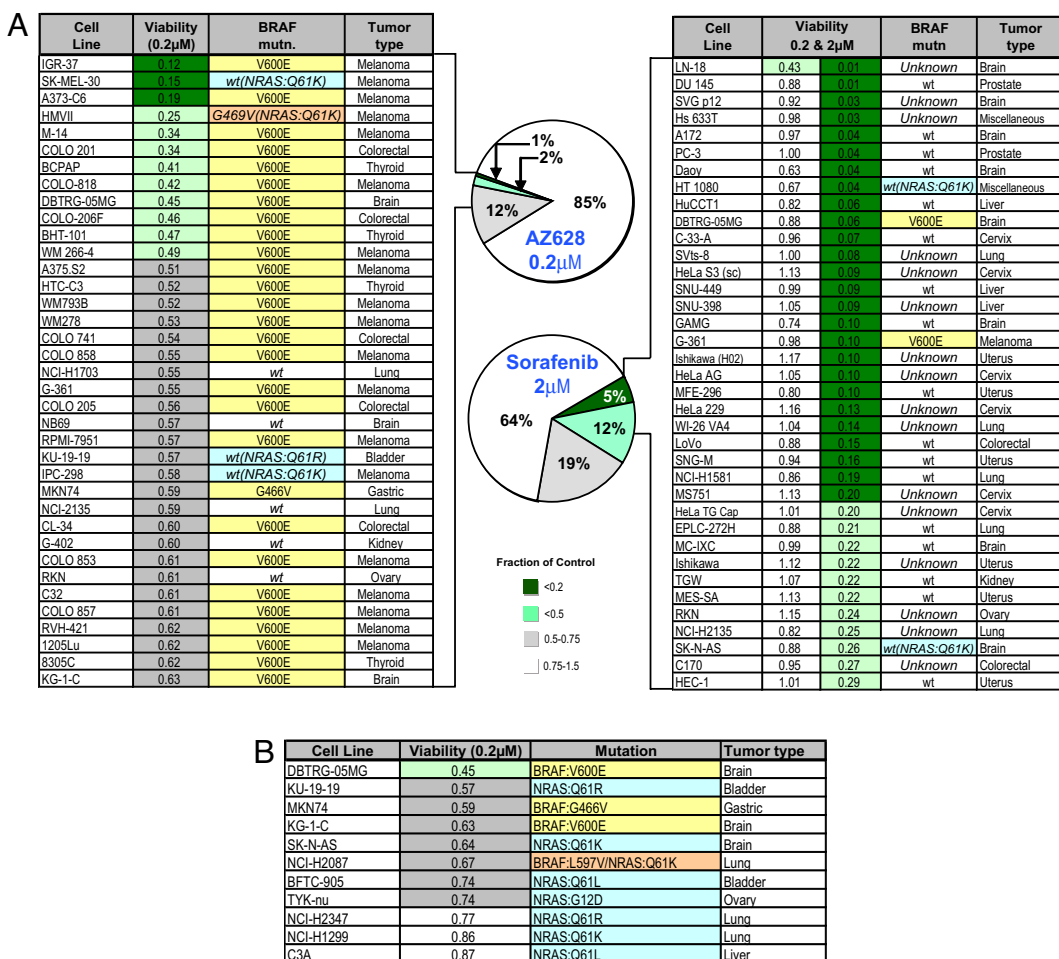 A
Cell Line Viability (0.2µM) BRAF mutn. Tumor type
IGR-37 0.12 V600E Melanoma
SK-MEL-30 0.15 wt(NRAS:Q61K) Melanoma
A373-C6 0.19 V600E Melanoma
HMVII 0.25 G469V(NRAS:Q61K) Melanoma
M-14 0.34 V600E Melanoma
COLO 201 0.34 V600E Colorectal
BCPAP 0.41 V600E Thyroid
COLO-818 0.42 V600E Melanoma
DBTRG-05MG 0.45 V600E Brain
COLO-206F 0.46 V600E Colorectal
BHT-101 0.47 V600E Thyroid
WM 266-4 0.49 V600E Melanoma
A375.S2 0.51 V600E Melanoma
HTC-C3 0.52 V600E Thyroid
WM793B 0.52 V600E Melanoma
WM278 0.53 V600E Melanoma
COLO 741 0.54 V600E Colorectal
COLO 858 0.55 V600E Melanoma
NCI-H1703 0.55 wt Lung
G-361 0.55 V600E Melanoma
COLO 205 0.56 V600E Colorectal
NB69 0.57 wt Brain
RPMI-7951 0.57 V600E Melanoma
KU-19-19 0.57 wt(NRAS:Q61R) Bladder
IPC-298 0.58 wt(NRAS:Q61K) Melanoma
MKN74 0.59 G466V Gastric
NCI-2135 0.59 wt Lung
CL-34 0.60 V600E Colorectal
G-402 0.60 wt Kidney
COLO 853 0.61 V600E Melanoma
RKN 0.61 wt Ovary
C32 0.61 V600E Melanoma
COLO 857 0.61 V600E Melanoma
RVH-421 0.62 V600E Melanoma
1205Lu 0.62 V600E Melanoma
8305C 0.62 V600E Thyroid
KG-1-C 0.63 V600E Brain
1%
2%
12%
85%
AZ628
0.2µM
Sorafenib
2µM
5%
64%
12%
19%
Fraction of Control
<0.2
<0.5
0.5-0.75
0.75-1.5
Cell Line Viability 0.2 & 2µM BRAF mutn Tumor type
LN-18 0.43 0.01 Unknown Brain
DU 145 0.88 0.01 wt Prostate
SVG p12 0.92 0.03 Unknown Brain
Hs 633T 0.98 0.03 Unknown Miscellaneous
A172 0.97 0.04 wt Brain
PC-3 1.00 0.04 wt Prostate
Daoy 0.63 0.04 wt Brain
HT 1080 0.67 0.04 wt(NRAS:Q61K) Miscellaneous
HuCCT1 0.82 0.06 wt Liver
DBTRG-05MG 0.88 0.06 V600E Brain
C-33-A 0.96 0.07 wt Cervix
SVts-8 1.00 0.08 Unknown Lung
HeLa S3 (sc) 1.13 0.09 Unknown Cervix
SNU-449 0.99 0.09 wt Liver
SNU-398 1.05 0.09 Unknown Liver
GAMG 0.74 0.10 wt Brain
G-361 0.98 0.10 V600E Melanoma
Ishikawa (H02) 1.17 0.10 Unknown Uterus
HeLa AG 1.05 0.10 Unknown Cervix
MFE-296 0.80 0.10 wt Uterus
HeLa 229 1.16 0.13 Unknown Cervix
WI-26 VA4 1.04 0.14 Unknown Lung
LoVo 0.88 0.15 wt Colorectal
SNG-M 0.94 0.16 wt Uterus
NCI-H1581 0.86 0.19 wt Lung
MS751 1.13 0.20 Unknown Cervix
HeLa TG Cap 1.01 0.20 Unknown Cervix
EPLC-272H 0.88 0.21 wt Lung
MC-IXC 0.99 0.22 wt Brain
Ishikawa 1.12 0.22 Unknown Uterus
TGW 1.07 0.22 wt Kidney
MES-SA 1.13 0.22 wt Uterus
RKN 1.15 0.24 Unknown Ovary
NCI-H2135 0.82 0.25 Unknown Lung
SK-N-AS 0.88 0.26 wt(NRAS:Q61K) Brain
C170 0.95 0.27 Unknown Colorectal
HEC-1 1.01 0.29 wt Uterus
B
Cell Line Viability (0.2µM) Mutation Tumor type
DBTRG-05MG 0.45 BRAF:V600E Brain
KU-19-19 0.57 NRAS:Q61R Bladder
MKN74 0.59 BRAF:G466V Gastric
KG-1-C 0.63 BRAF:V600E Brain
SK-N-AS 0.64 NRAS:Q61K Brain
NCI-H2087 0.67 BRAF:L597V/NRAS:Q61K Lung
BFTC-905 0.74 NRAS:Q61L Bladder
TYK-nu 0.74 NRAS:G12D Ovary
NCI-H2347 0.77 NRAS:Q61R Lung
NCI-H1299 0.86 NRAS:Q61K Lung
C3A 0.87 NRAS:Q61L Liver